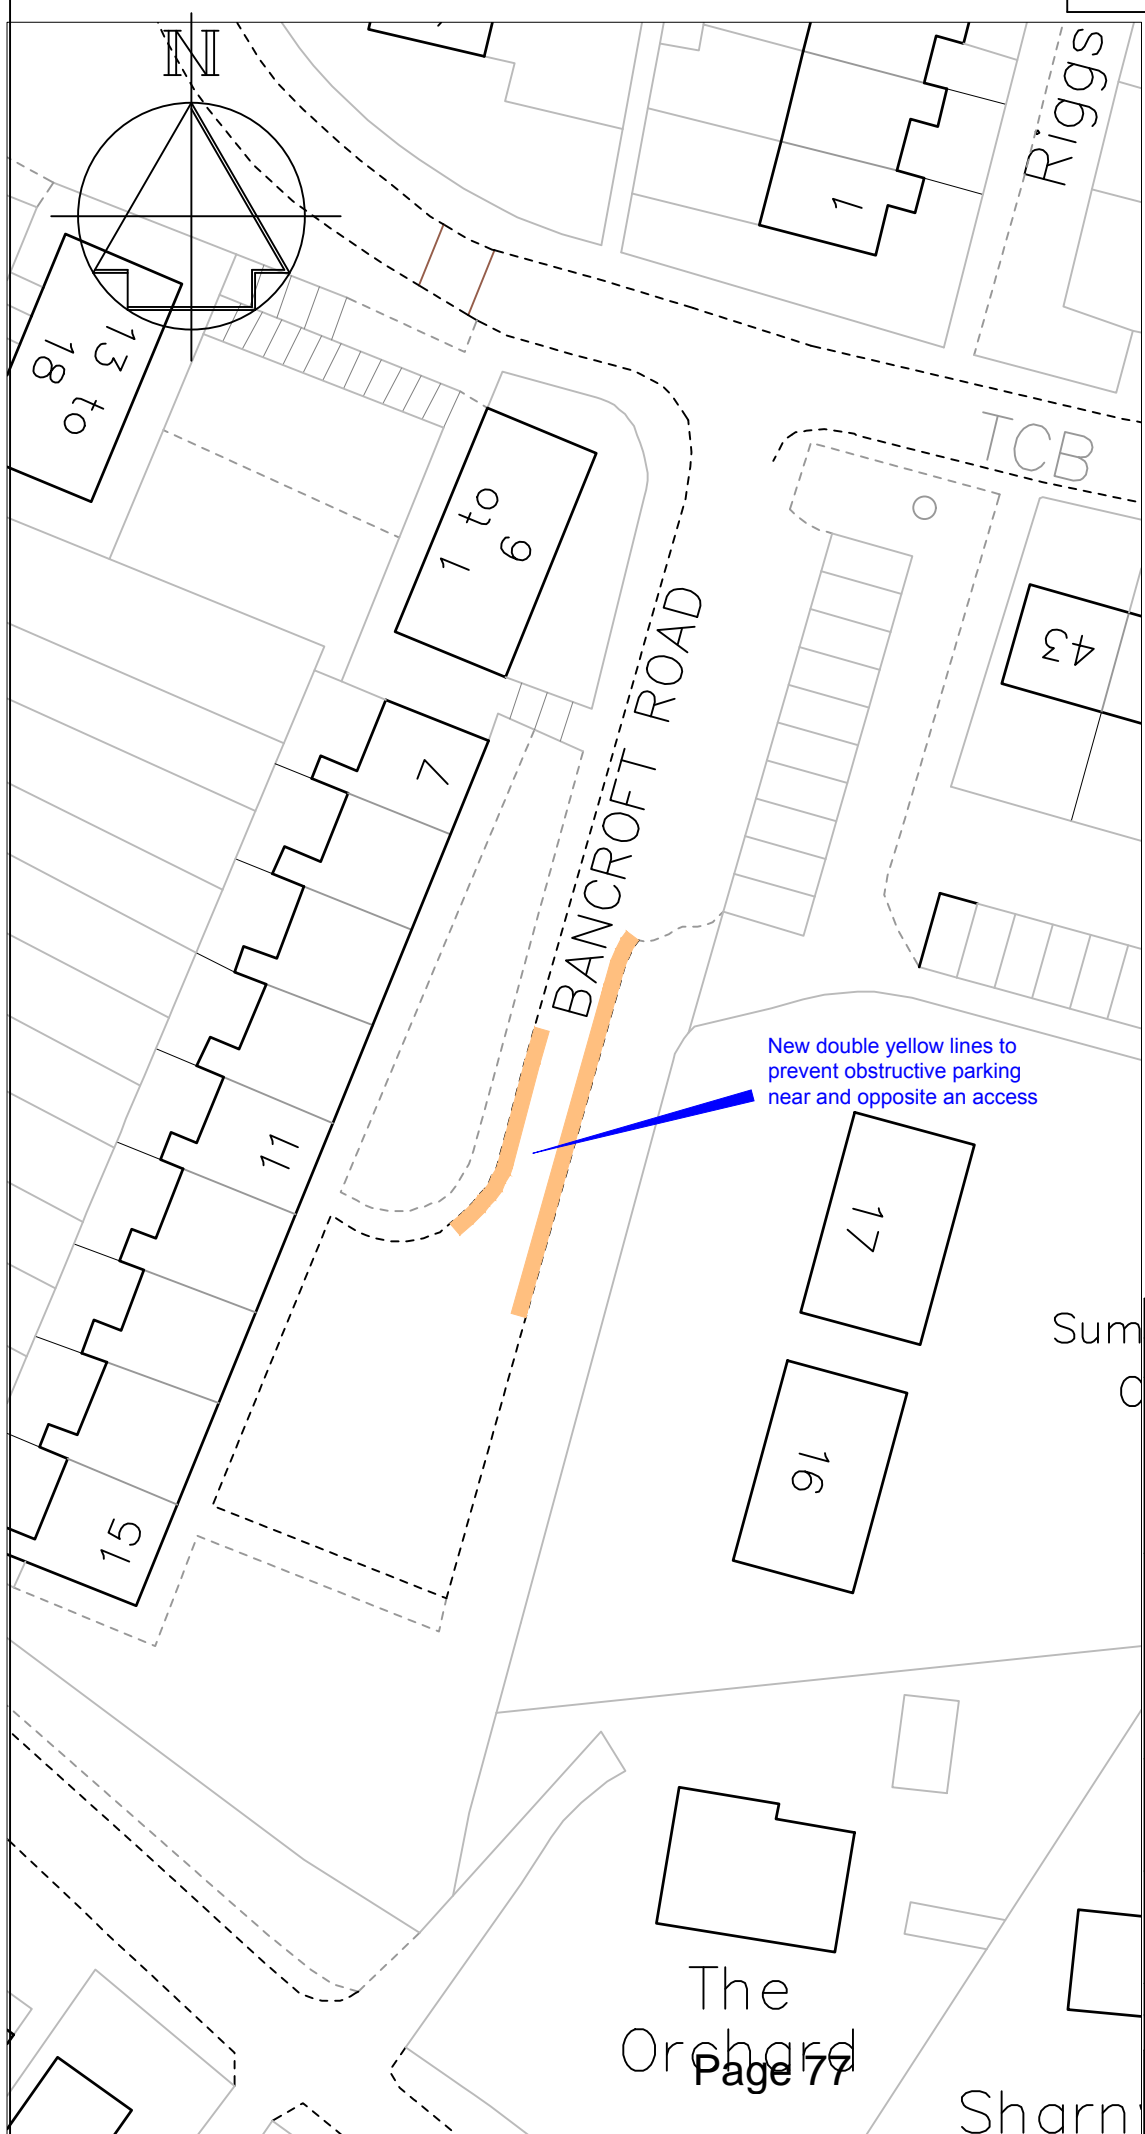 N
Riggs
1
13 to
18
TCB
1 to
6
43
BANCROFT ROAD
7
New double yellow lines to
prevent obstructive parking
near and opposite an access
11
17
Sum
16
15
The
Orchard
Page 77